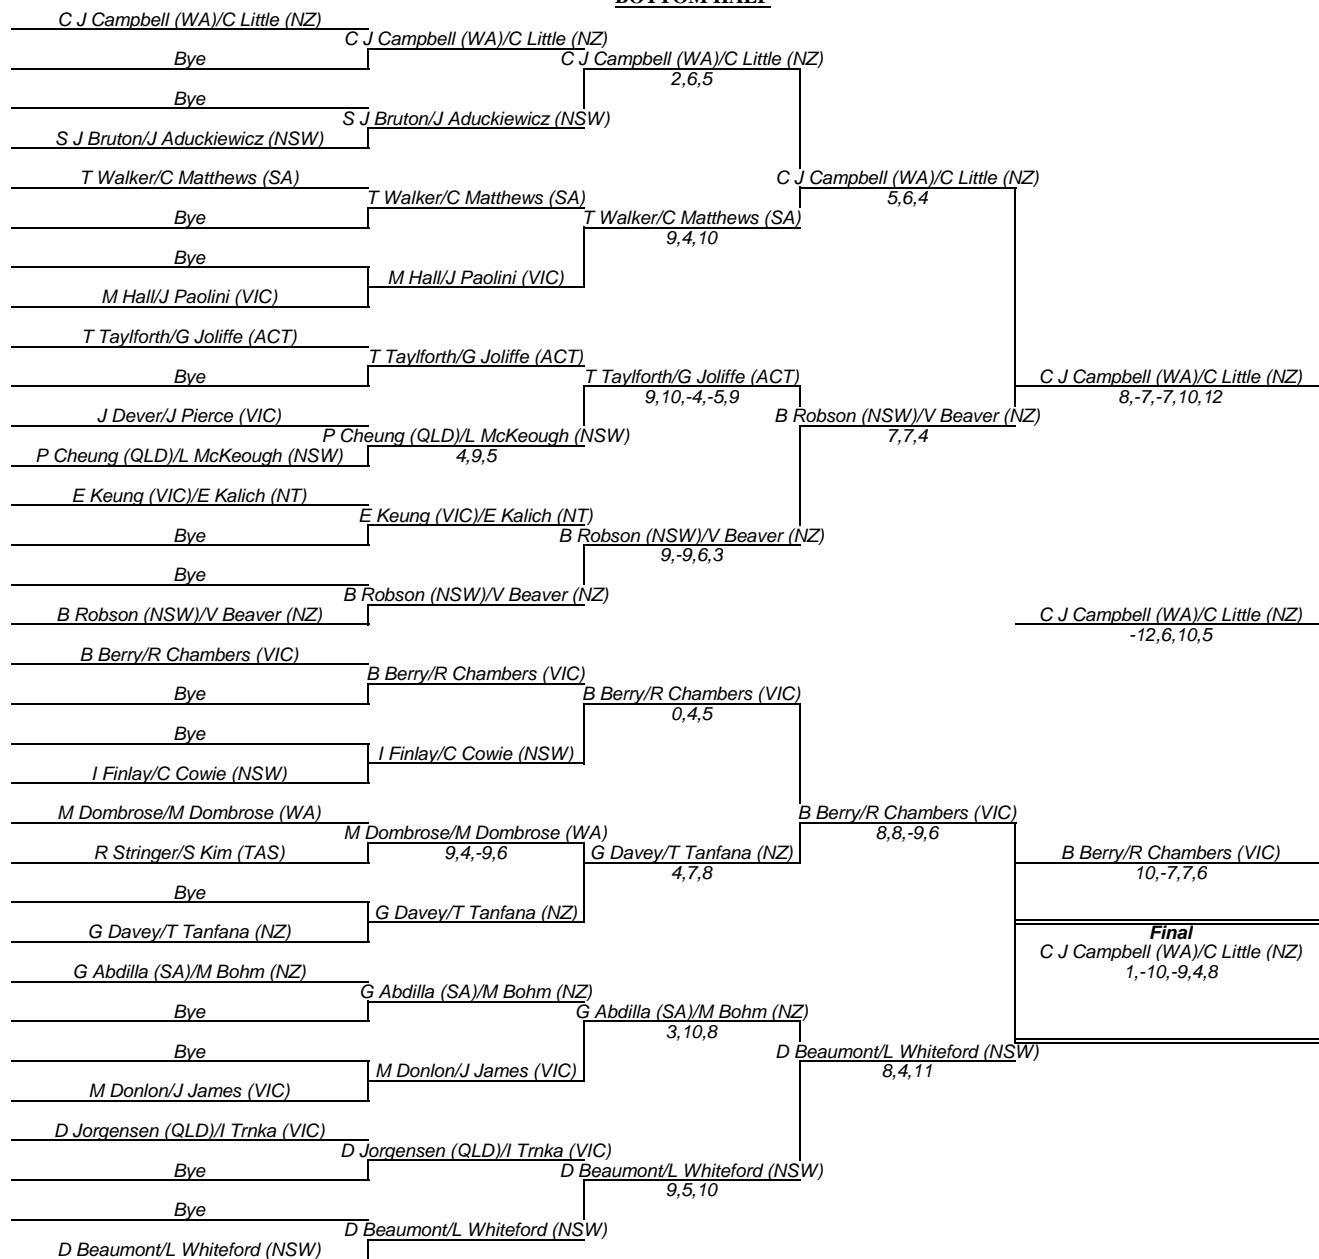 BOTTOM HALF
C J Campbell (WA)/C Little (NZ)
C J Campbell (WA)/C Little (NZ)
Bye
C J Campbell (WA)/C Little (NZ)
2,6,5
Bye
S J Bruton/J Aduckiewicz (NSW)
S J Bruton/J Aduckiewicz (NSW)
T Walker/C Matthews (SA)
C J Campbell (WA)/C Little (NZ)
5,6,4
T Walker/C Matthews (SA)
Bye
T Walker/C Matthews (SA)
9,4,10
Bye
M Hall/J Paolini (VIC)
M Hall/J Paolini (VIC)
T Taylforth/G Joliffe (ACT)
T Taylforth/G Joliffe (ACT)
Bye
T Taylforth/G Joliffe (ACT)
9,10,-4,-5,9
C J Campbell (WA)/C Little (NZ)
8,-7,-7,10,12
J Dever/J Pierce (VIC)
B Robson (NSW)/V Beaver (NZ)
7,7,4
P Cheung (QLD)/L McKeough (NSW)
4,9,5
P Cheung (QLD)/L McKeough (NSW)
E Keung (VIC)/E Kalich (NT)
E Keung (VIC)/E Kalich (NT)
Bye
B Robson (NSW)/V Beaver (NZ)
9,-9,6,3
Bye
B Robson (NSW)/V Beaver (NZ)
B Robson (NSW)/V Beaver (NZ)
C J Campbell (WA)/C Little (NZ)
-12,6,10,5
B Berry/R Chambers (VIC)
B Berry/R Chambers (VIC)
Bye
B Berry/R Chambers (VIC)
0,4,5
Bye
I Finlay/C Cowie (NSW)
I Finlay/C Cowie (NSW)
M Dombrose/M Dombrose (WA)
B Berry/R Chambers (VIC)
8,8,-9,6
M Dombrose/M Dombrose (WA)
9,4,-9,6
R Stringer/S Kim (TAS)
G Davey/T Tanfana (NZ)
4,7,8
B Berry/R Chambers (VIC)
10,-7,7,6
Bye
G Davey/T Tanfana (NZ)
G Davey/T Tanfana (NZ)
Final
C J Campbell (WA)/C Little (NZ)
1,-10,-9,4,8
G Abdilla (SA)/M Bohm (NZ)
G Abdilla (SA)/M Bohm (NZ)
Bye
G Abdilla (SA)/M Bohm (NZ)
3,10,8
Bye
D Beaumont/L Whiteford (NSW)
8,4,11
M Donlon/J James (VIC)
M Donlon/J James (VIC)
D Jorgensen (QLD)/I Trnka (VIC)
D Jorgensen (QLD)/I Trnka (VIC)
Bye
D Beaumont/L Whiteford (NSW)
9,5,10
Bye
D Beaumont/L Whiteford (NSW)
D Beaumont/L Whiteford (NSW)